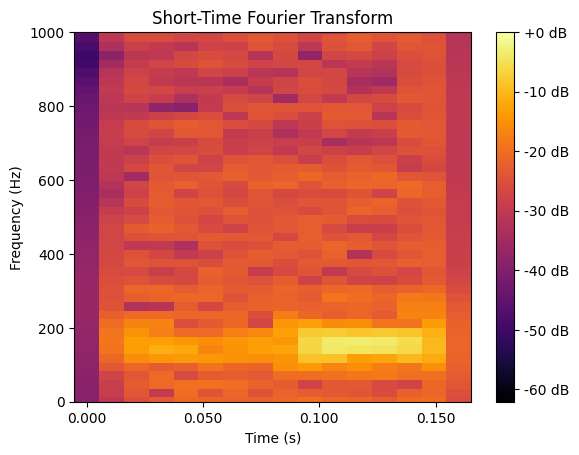 Short-Time Fourier Transform
1000
800
600
400
200
0
Frequency (Hz)
0.000
0.050
0.100
0.150
Time (s)
+0 dB
-10 dB
-20 dB
-30 dB
-40 dB
-50 dB
-60 dB